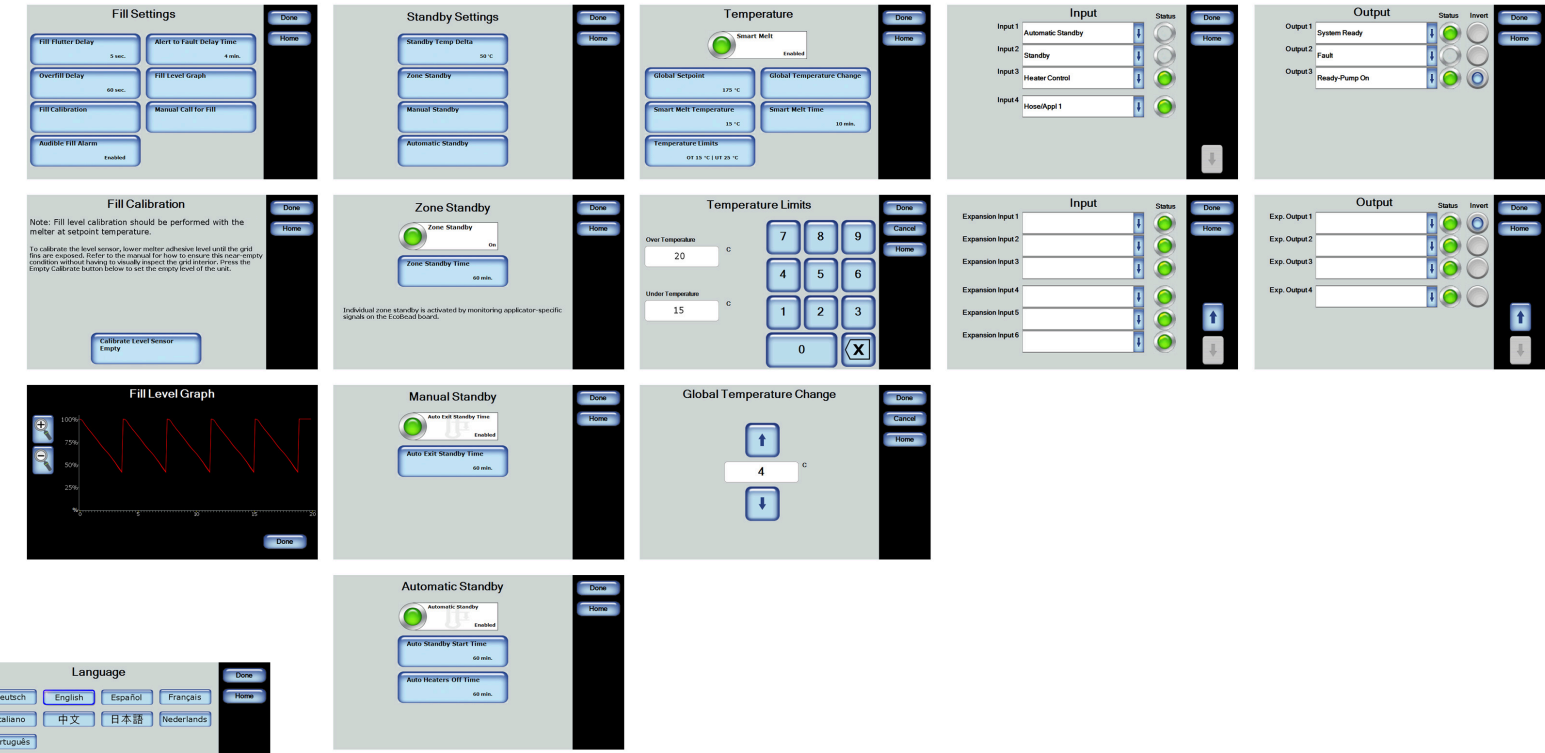 Fill Settings
Done
Home
Fill Flutter Delay
5 sec.
Alert to Fault Delay Time
4 min.
Overfill Delay
60 sec.
Fill Level Graph
Fill Calibration
Manual Call for Fill
Audible Fill Alarm
Enabled
Standby Settings
Done
Home
Standby Temp Delta
50 °C
Zone Standby
Manual Standby
Automatic Standby
Temperature
Done
Home
Smart Melt
Enabled
Global Setpoint
175 °C
Global Temperature Change
Smart Melt Temperature
15 °C
Smart Melt Time
10 min.
Temperature Limits
OT 15 °C | UT 25 °C
Input
Status
Done
Home
Input 1
Automatic Standby
Input 2
Standby
Input 3
Heater Control
Input 4
Hose/Appl 1
Output
Status
Invert
Done
Home
Output 1
System Ready
Output 2
Fault
Output 3
Ready-Pump On
Fill Calibration
Done
Home
Note: Fill level calibration should be performed with the
melter at setpoint temperature.
To calibrate the level sensor, lower melter adhesive level until the grid
fins are exposed. Refer to the manual for how to ensure this near-empty
condition without having to visually inspect the grid interior. Press the
Empty Calibrate button below to set the empty level of the unit.
Calibrate Level Sensor
Empty
Zone Standby
Done
Home
Zone Standby
On
Zone Standby Time
60 min.
Individual zone standby is activated by monitoring applicator-specific
signals on the EcoBead board.
Temperature Limits
Done
Cancel
Home
Over Temperature
20
C
Under Temperature
15
C
7 8 9
4 5 6
1 2 3
0 X
Input
Status
Done
Home
Expansion Input 1
Expansion Input 2
Expansion Input 3
Expansion Input 4
Expansion Input 5
Expansion Input 6
Output
Status
Invert
Done
Home
Exp. Output 1
Exp. Output 2
Exp. Output 3
Exp. Output 4
Fill Level Graph
100%
75%
50%
25%
%
0 5 10 15 20
Done
Manual Standby
Done
Home
Auto Exit Standby Time
Enabled
Auto Exit Standby Time
60 min.
Global Temperature Change
Done
Cancel
Home
4
C
Automatic Standby
Done
Home
Automatic Standby
Enabled
Auto Standby Start Time
60 min.
Auto Heaters Off Time
60 min.
Language
Done
Home
eutsch
English
Español
Français
taliano
中文
日本語
Nederlands
rtuguês